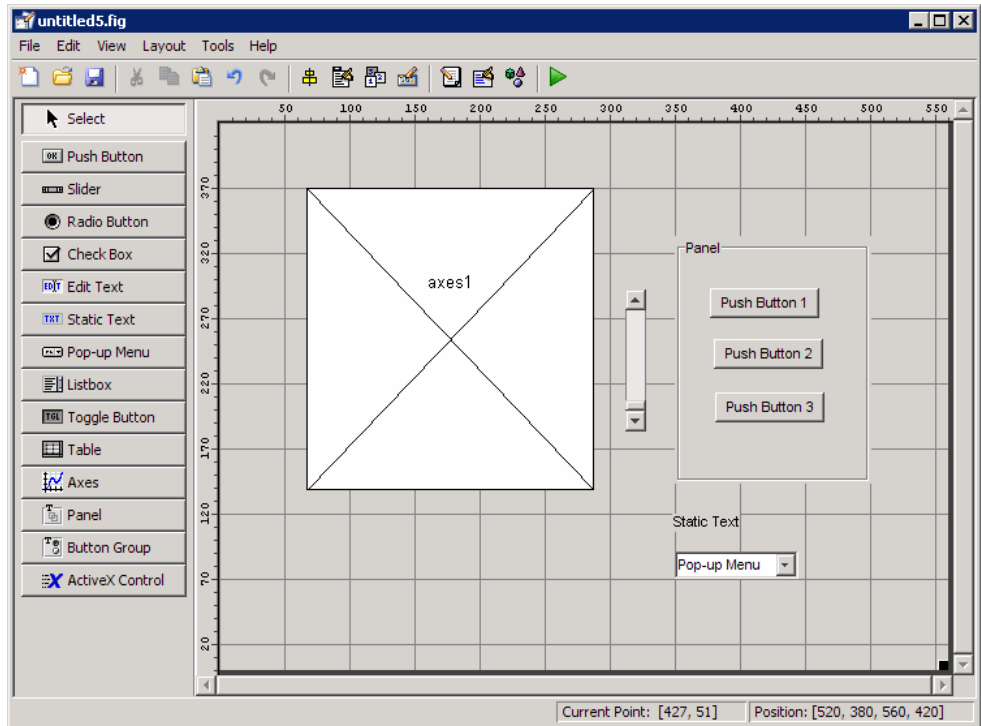 untitled5.fig
File Edit View Layout Tools Help
Select
Push Button
Slider
Radio Button
Check Box
Edit Text
Static Text
Pop-up Menu
Listbox
Toggle Button
Table
Axes
Panel
Button Group
ActiveX Control
50 100 150 200 250 300 350 400 450 500 550
370
320
270
220
170
120
70
20
axes1
Panel
Push Button 1
Push Button 2
Push Button 3
Static Text
Pop-up Menu
Current Point: [427, 51] Position: [520, 380, 560, 420]